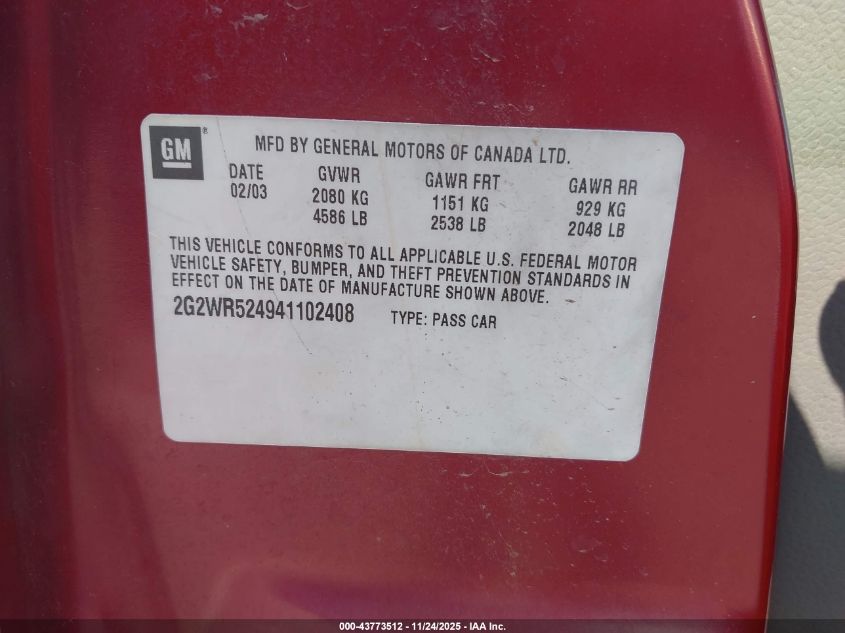 GM®
MFD BY GENERAL MOTORS OF CANADA LTD.
DATE GVWR GAWR FRT GAWR RR
02/03 2080 KG 1151 KG 929 KG
4586 LB 2538 LB 2048 LB
THIS VEHICLE CONFORMS TO ALL APPLICABLE U.S. FEDERAL MOTOR
VEHICLE SAFETY, BUMPER, AND THEFT PREVENTION STANDARDS IN
EFFECT ON THE DATE OF MANUFACTURE SHOWN ABOVE.
2G2WR524941102408 TYPE: PASS CAR
000-43773512 - 11/24/2025 - IAA Inc.